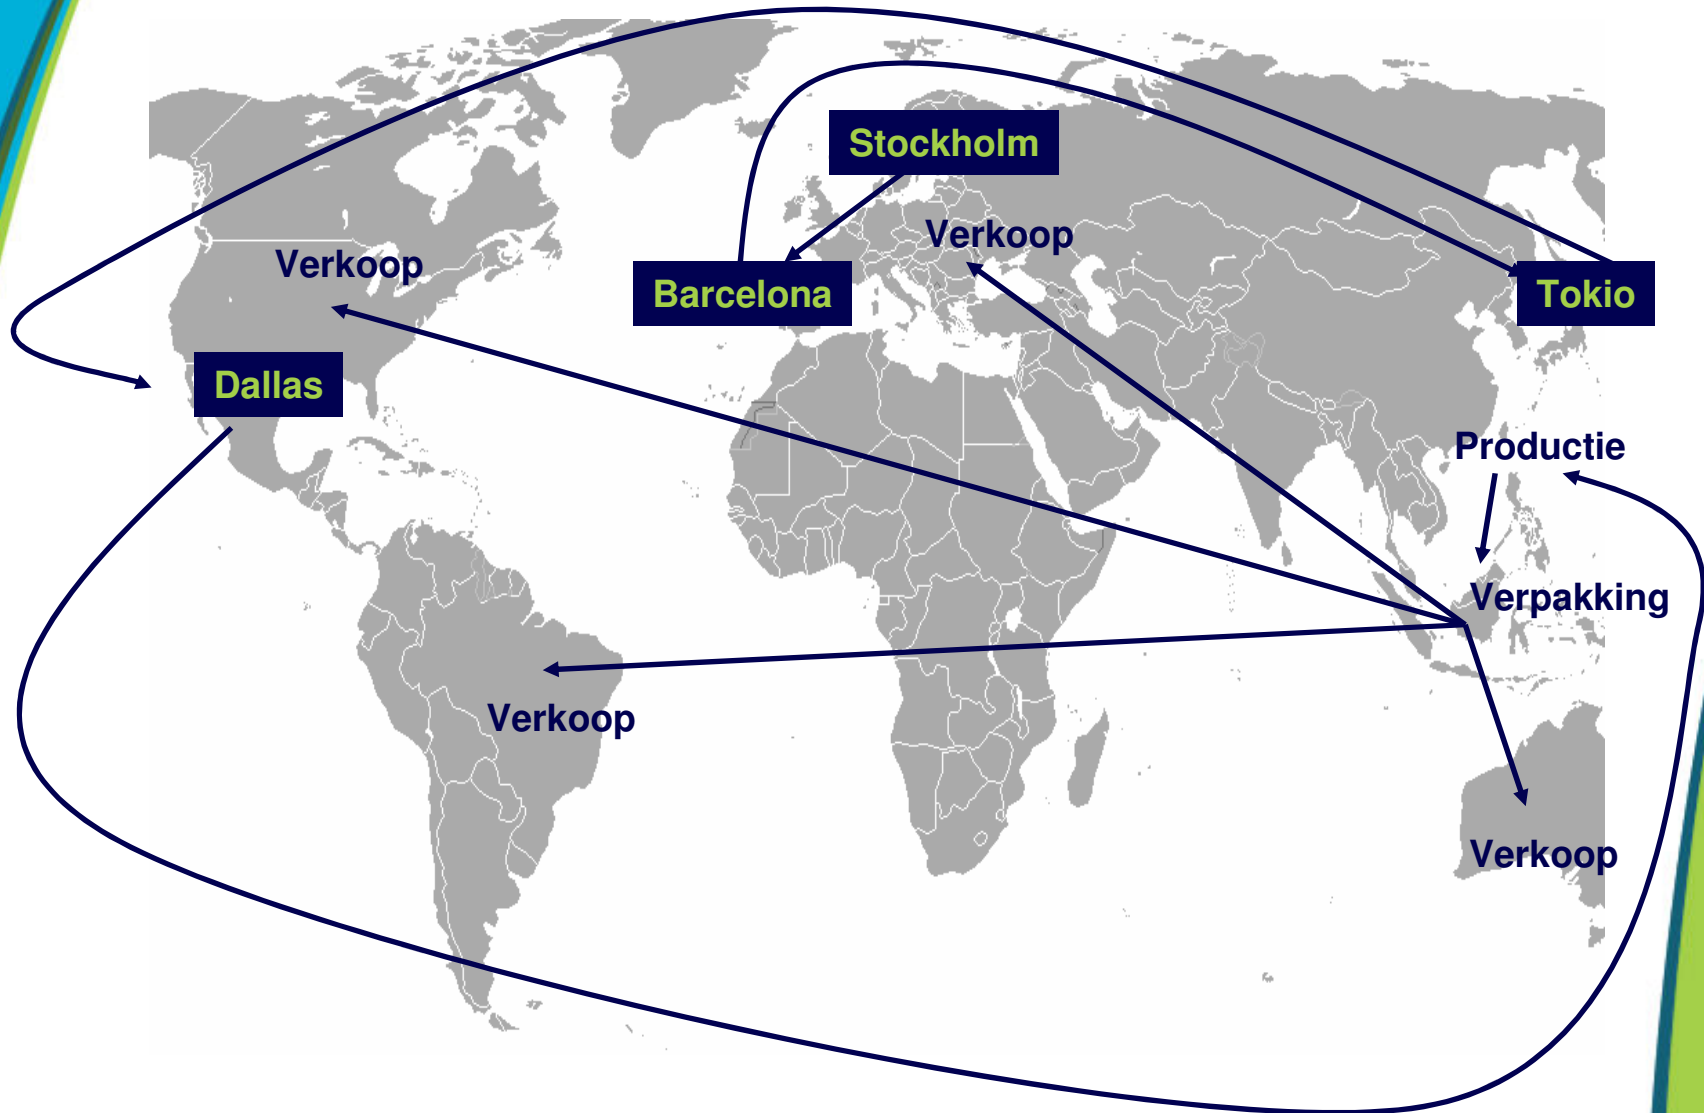 Stockholm
Verkoop
Verkoop
Barcelona
Tokio
Dallas
Productie
Verpakking
Verkoop
Verkoop